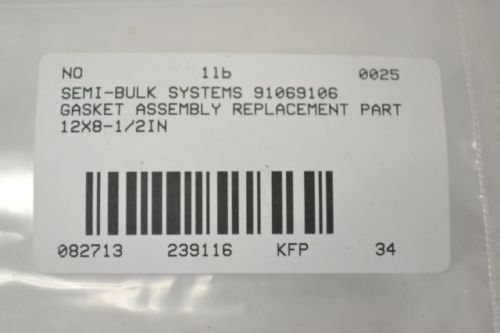 NO 1lb 0025
SEMI-BULK SYSTEMS 91069106
GASKET ASSEMBLY REPLACEMENT PART
12X8-1/2IN
082713 239116 KFP 34